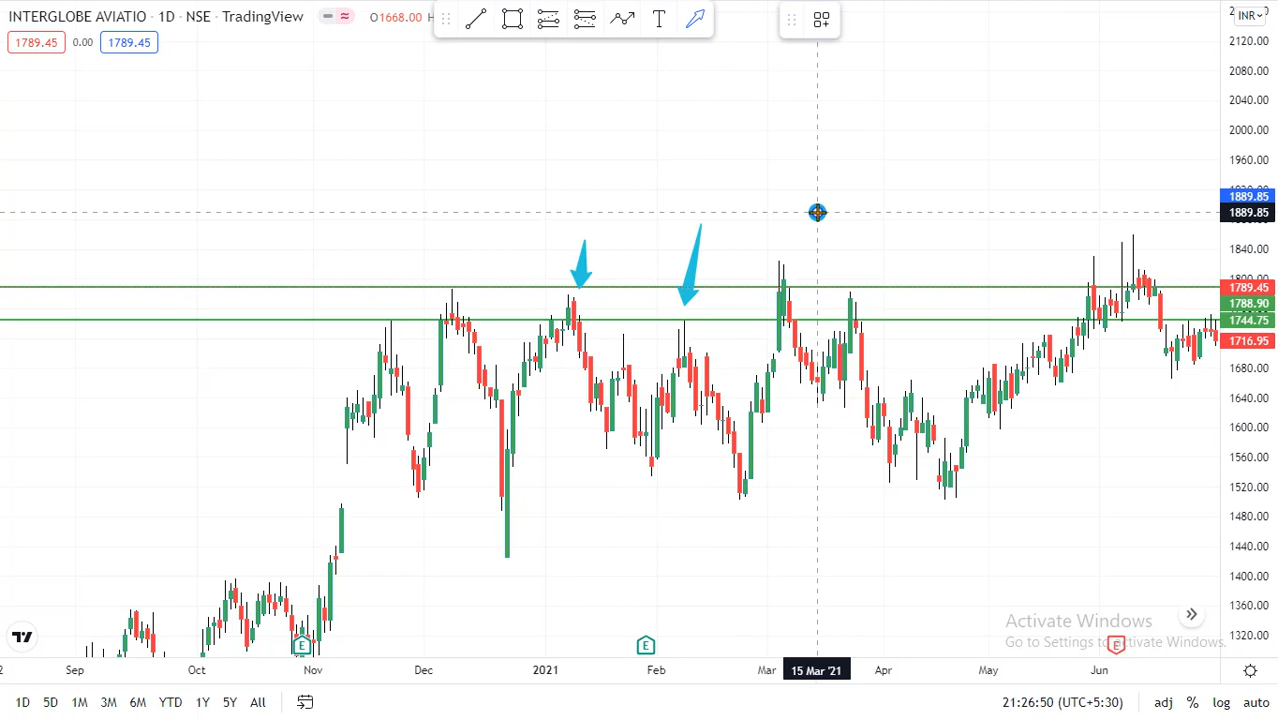 INTERGLOBE AVIATIO · 1D · NSE · TradingView
O1668.00 H
1789.45 0.00 1789.45
T
INR
2120.00
2080.00
2040.00
2000.00
1960.00
1889.85
1889.85
1840.00
1789.45
1788.90
1744.75
1716.95
1680.00
1640.00
1600.00
1560.00
1520.00
1480.00
1440.00
1400.00
1360.00
1320.00
E E E
Activate Windows
Go to Settings to activate Windows.
Sep Oct Nov Dec 2021 Feb Mar 15 Mar '21 Apr May Jun
1D 5D 1M 3M 6M YTD 1Y 5Y All
21:26:50 (UTC+5:30) adj % log auto